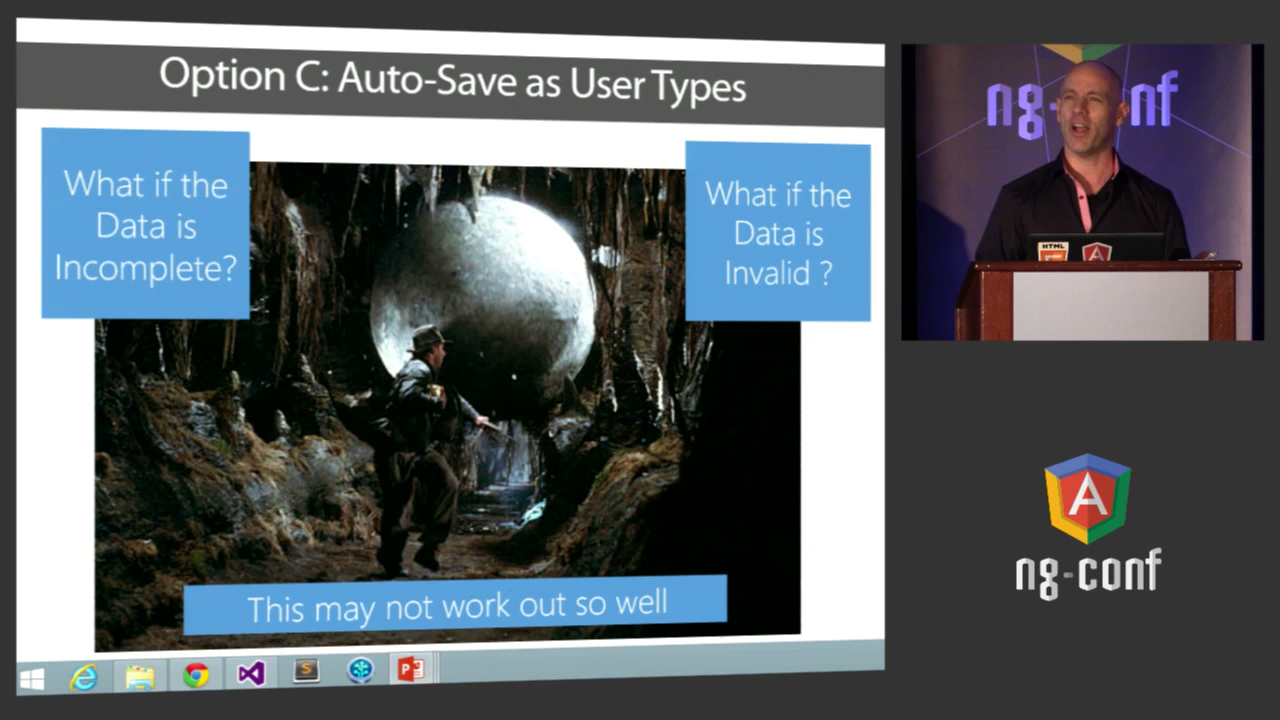 Option C: Auto-Save as User Types
What if the
Data is
Incomplete?
What if the
Data is
Invalid ?
This may not work out so well
ng-conf
HTML
A
ng-conf